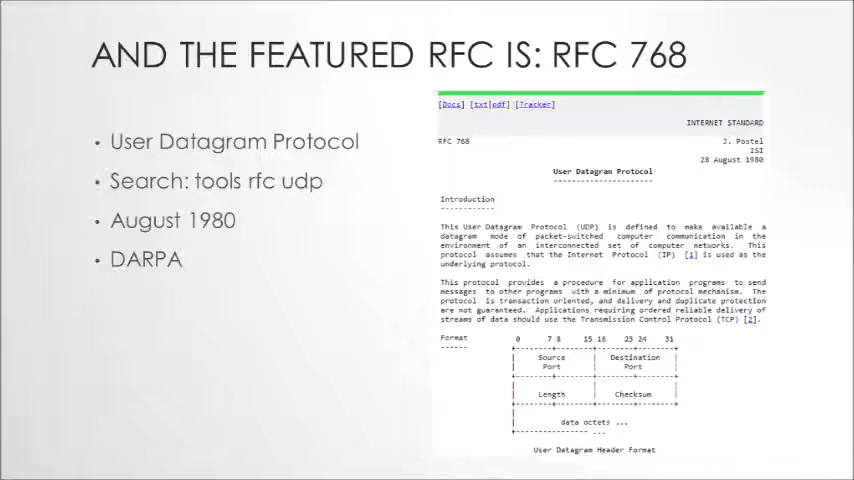 AND THE FEATURED RFC IS: RFC 768
• User Datagram Protocol
• Search: tools rfc udp
• August 1980
• DARPA
[Docs] [txt|pdf] [Tracker]
INTERNET STANDARD
RFC 768 J. Postel
ISI
28 August 1980
User Datagram Protocol
Introduction
This User Datagram Protocol (UDP) is defined to make available a
datagram mode of packet-switched computer communication in the
environment of an interconnected set of computer networks. This
protocol assumes that the Internet Protocol (IP) [1] is used as the
underlying protocol.
This protocol provides a procedure for application programs to send
messages to other programs with a minimum of protocol mechanism. The
protocol is transaction oriented, and delivery and duplicate protection
are not guaranteed. Applications requiring ordered reliable delivery of
streams of data should use the Transmission Control Protocol (TCP) [2].
Format 0 7 8 15 16 23 24 31
Source Destination
Port Port
Length Checksum
data octets ...
...
User Datagram Header Format